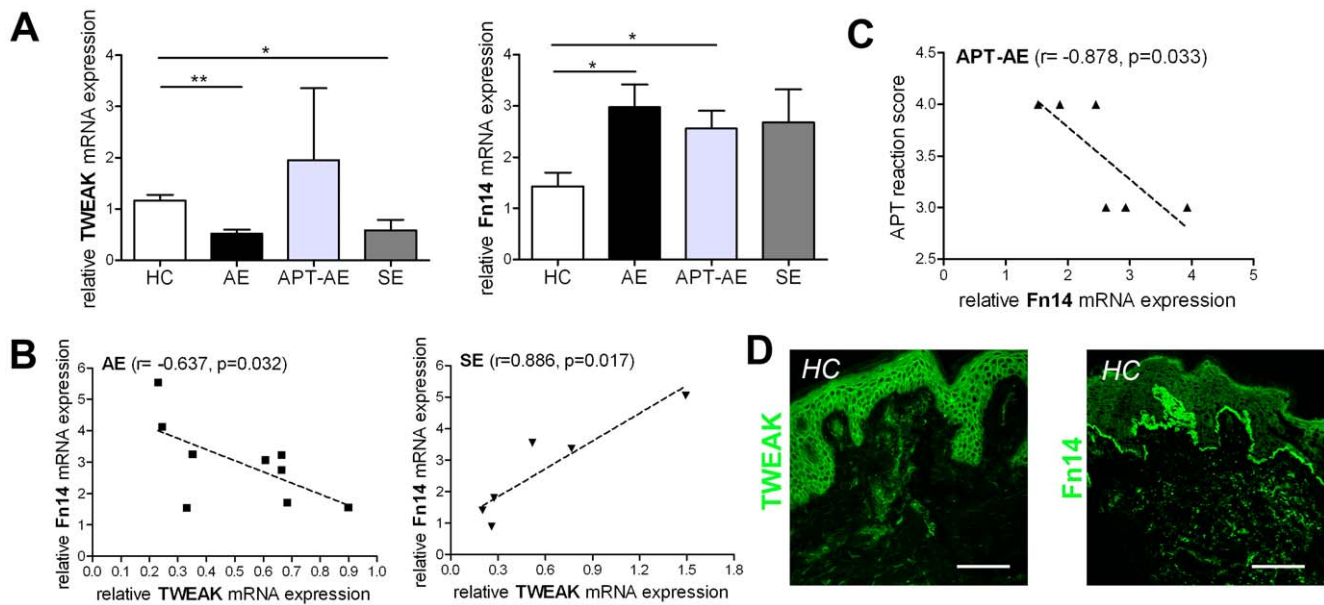 A
relative TWEAK mRNA expression
4
3
2
1
0
*
**
HC AE APT-AE SE
relative Fn14 mRNA expression
4
3
2
1
0
*
*
HC AE APT-AE SE
C
APT-AE (r= -0.878, p=0.033)
APT reaction score
4.5
4.0
3.5
3.0
2.5
0 1 2 3 4 5
relative Fn14 mRNA expression
B
AE (r= -0.637, p=0.032)
relative Fn14 mRNA expression
6
5
4
3
2
1
0
0.0 0.1 0.2 0.3 0.4 0.5 0.6 0.7 0.8 0.9 1.0
relative TWEAK mRNA expression
SE (r=0.886, p=0.017)
relative Fn14 mRNA expression
6
5
4
3
2
1
0
0.0 0.3 0.6 0.9 1.2 1.5 1.8
relative TWEAK mRNA expression
D
TWEAK
HC
Fn14
HC